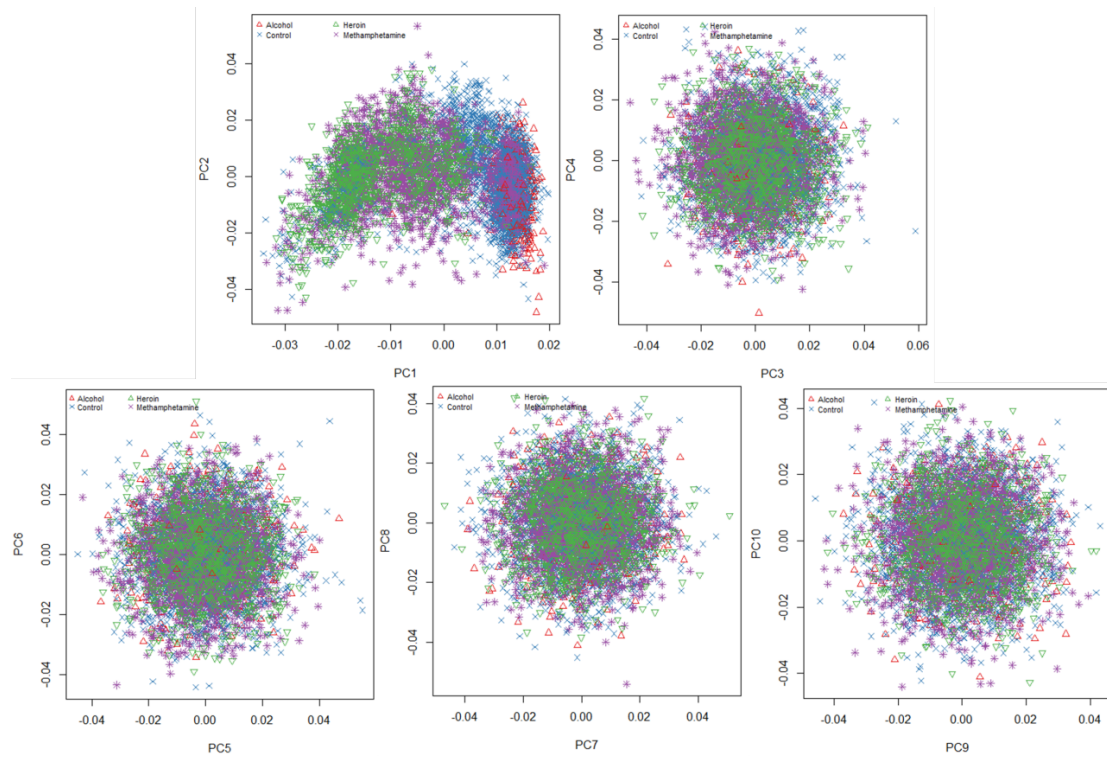 Alcohol Heroin
Control Methamphetamine
PC2
0.04
0.02
0.00
-0.02
-0.04
-0.03 -0.02 -0.01 0.00 0.01 0.02
PC1
Alcohol Heroin
Control Methamphetamine
PC4
0.04
0.02
0.00
-0.02
-0.04
-0.04 -0.02 0.00 0.02 0.04 0.06
PC3
Alcohol Heroin
Control Methamphetamine
PC6
0.04
0.02
0.00
-0.02
-0.04
-0.04 -0.02 0.00 0.02 0.04
PC5
Alcohol Heroin
Control Methamphetamine
PC8
0.04
0.02
0.00
-0.02
-0.04
-0.04 -0.02 0.00 0.02 0.04
PC7
Alcohol Heroin
Control Methamphetamine
PC10
0.04
0.02
0.00
-0.02
-0.04
-0.04 -0.02 0.00 0.02 0.04
PC9